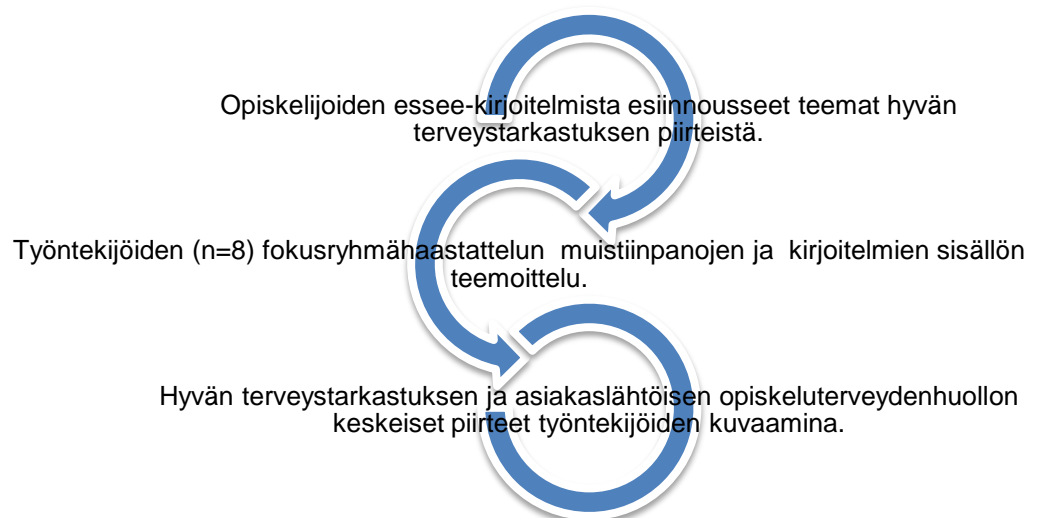 Opiskelijoiden essee-kirjoitelmista esiinnousseet teemat hyvän
terveystarkastuksen piirteistä.
Työntekijöiden (n=8) fokusryhmähaastattelun muistiinpanojen ja kirjoitelmien sisällön
teemoittelu.
Hyvän terveystarkastuksen ja asiakaslähtöisen opiskeluterveydenhuollon
keskeiset piirteet työntekijöiden kuvaamina.